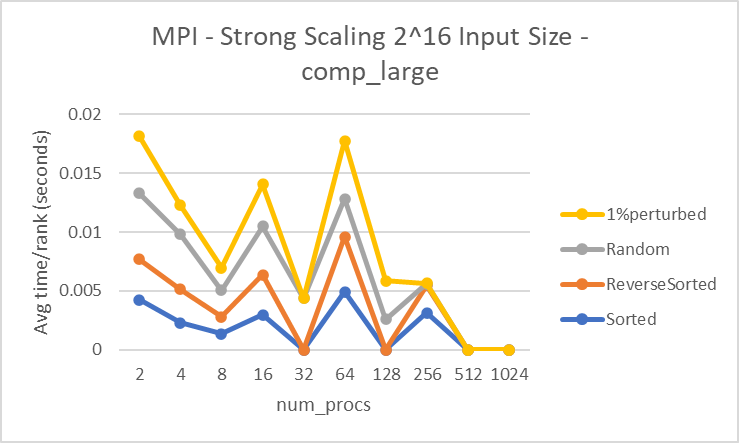 MPI - Strong Scaling 2^16 Input Size -
comp_large
Avg time/rank (seconds)
0.02
0.015
0.01
0.005
0
2 4 8 16 32 64 128 256 512 1024
num_procs
1%perturbed
Random
ReverseSorted
Sorted